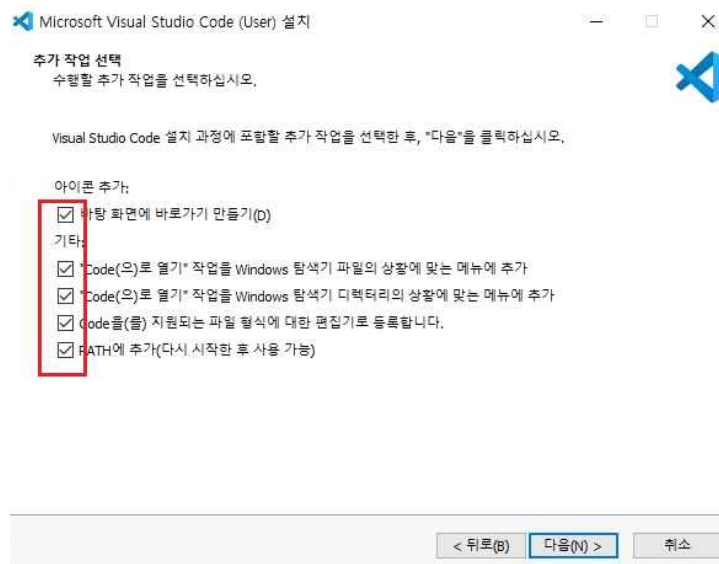 Microsoft Visual Studio Code (User) 설치
추가 작업 선택
수행할 추가 작업을 선택하십시오.
Visual Studio Code 설치 과정에 포함할 추가 작업을 선택한 후, "다음"을 클릭하십시오.
아이콘 추가:
바탕 화면에 바로가기 만들기(D)
기타:
"Code(으)로 열기" 작업을 Windows 탐색기 파일의 상황에 맞는 메뉴에 추가
"Code(으)로 열기" 작업을 Windows 탐색기 디렉터리의 상황에 맞는 메뉴에 추가
Code을(를) 지원되는 파일 형식에 대한 편집기로 등록합니다.
PATH에 추가(다시 시작한 후 사용 가능)
< 뒤로(B) 다음(N) > 취소